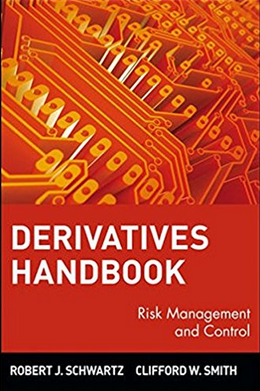 DERIVATIVES
HANDBOOK
Risk Management
and Control
ROBERT J. SCHWARTZ CLIFFORD W. SMITH